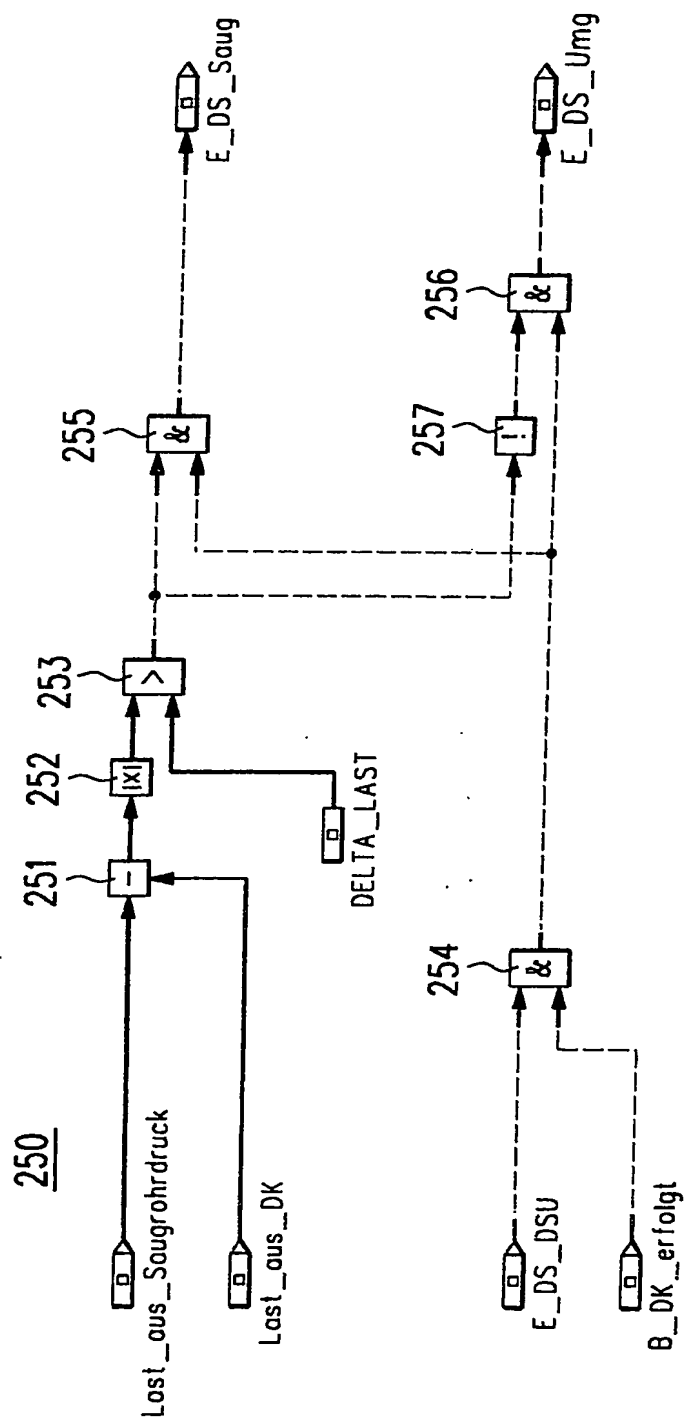 250
Last_aus_Saugrohrdruck
Last_aus_DK
251
-
252
|X|
253
>
DELTA_LAST
255
&
E_DS_Saug
E_DS_DSU
B_DK_erfolgt
254
&
257
!
256
&
E_DS_Umg